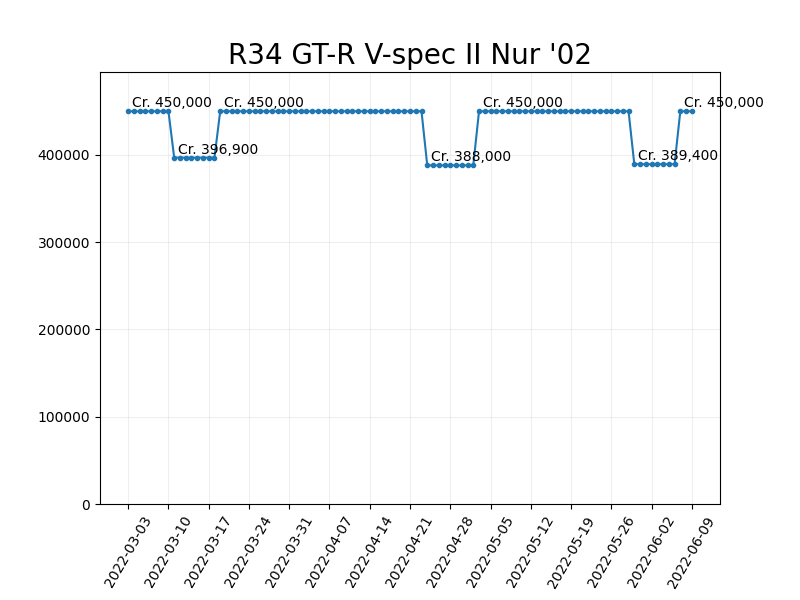 R34 GT-R V-spec II Nur '02
Cr. 450,000
Cr. 450,000
Cr. 450,000
Cr. 450,000
Cr. 396,900
Cr. 388,000
Cr. 389,400
400000
300000
200000
100000
0
2022-03-03
2022-03-10
2022-03-17
2022-03-24
2022-03-31
2022-04-07
2022-04-14
2022-04-21
2022-04-28
2022-05-05
2022-05-12
2022-05-19
2022-05-26
2022-06-02
2022-06-09